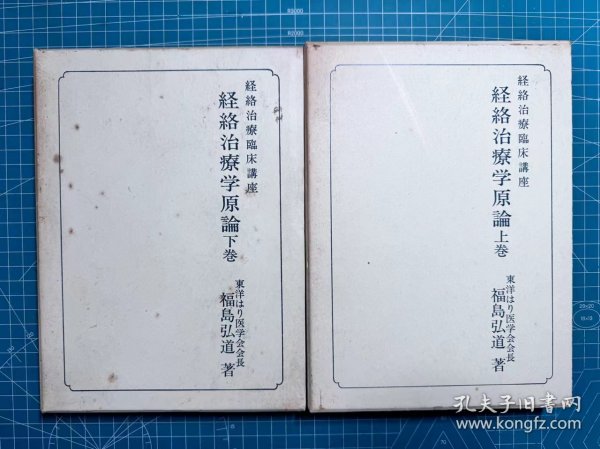 経絡治療臨床講座
経絡治療学原論 上巻
東洋はり医学会会長
福島弘道 著
経絡治療臨床講座
経絡治療学原論 下巻
東洋はり医学会会長
福島弘道 著
孔夫子旧书网
www.kongfz.com